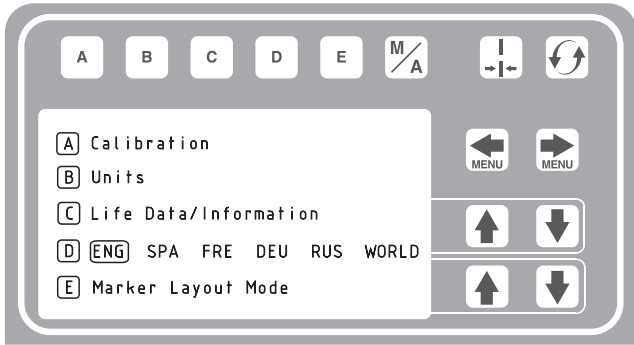 A B C D E M/A
A Calibration
MENU MENU
B Units
C Life Data/Information
D ENG SPA FRE DEU RUS WORLD
E Marker Layout Mode